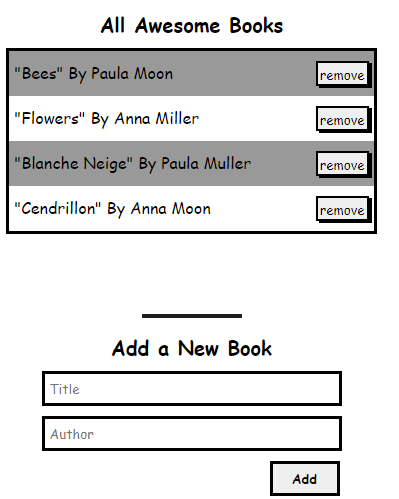 All Awesome Books
"Bees" By Paula Moon remove
"Flowers" By Anna Miller remove
"Blanche Neige" By Paula Muller remove
"Cendrillon" By Anna Moon remove
Add a New Book
Title
Author
Add